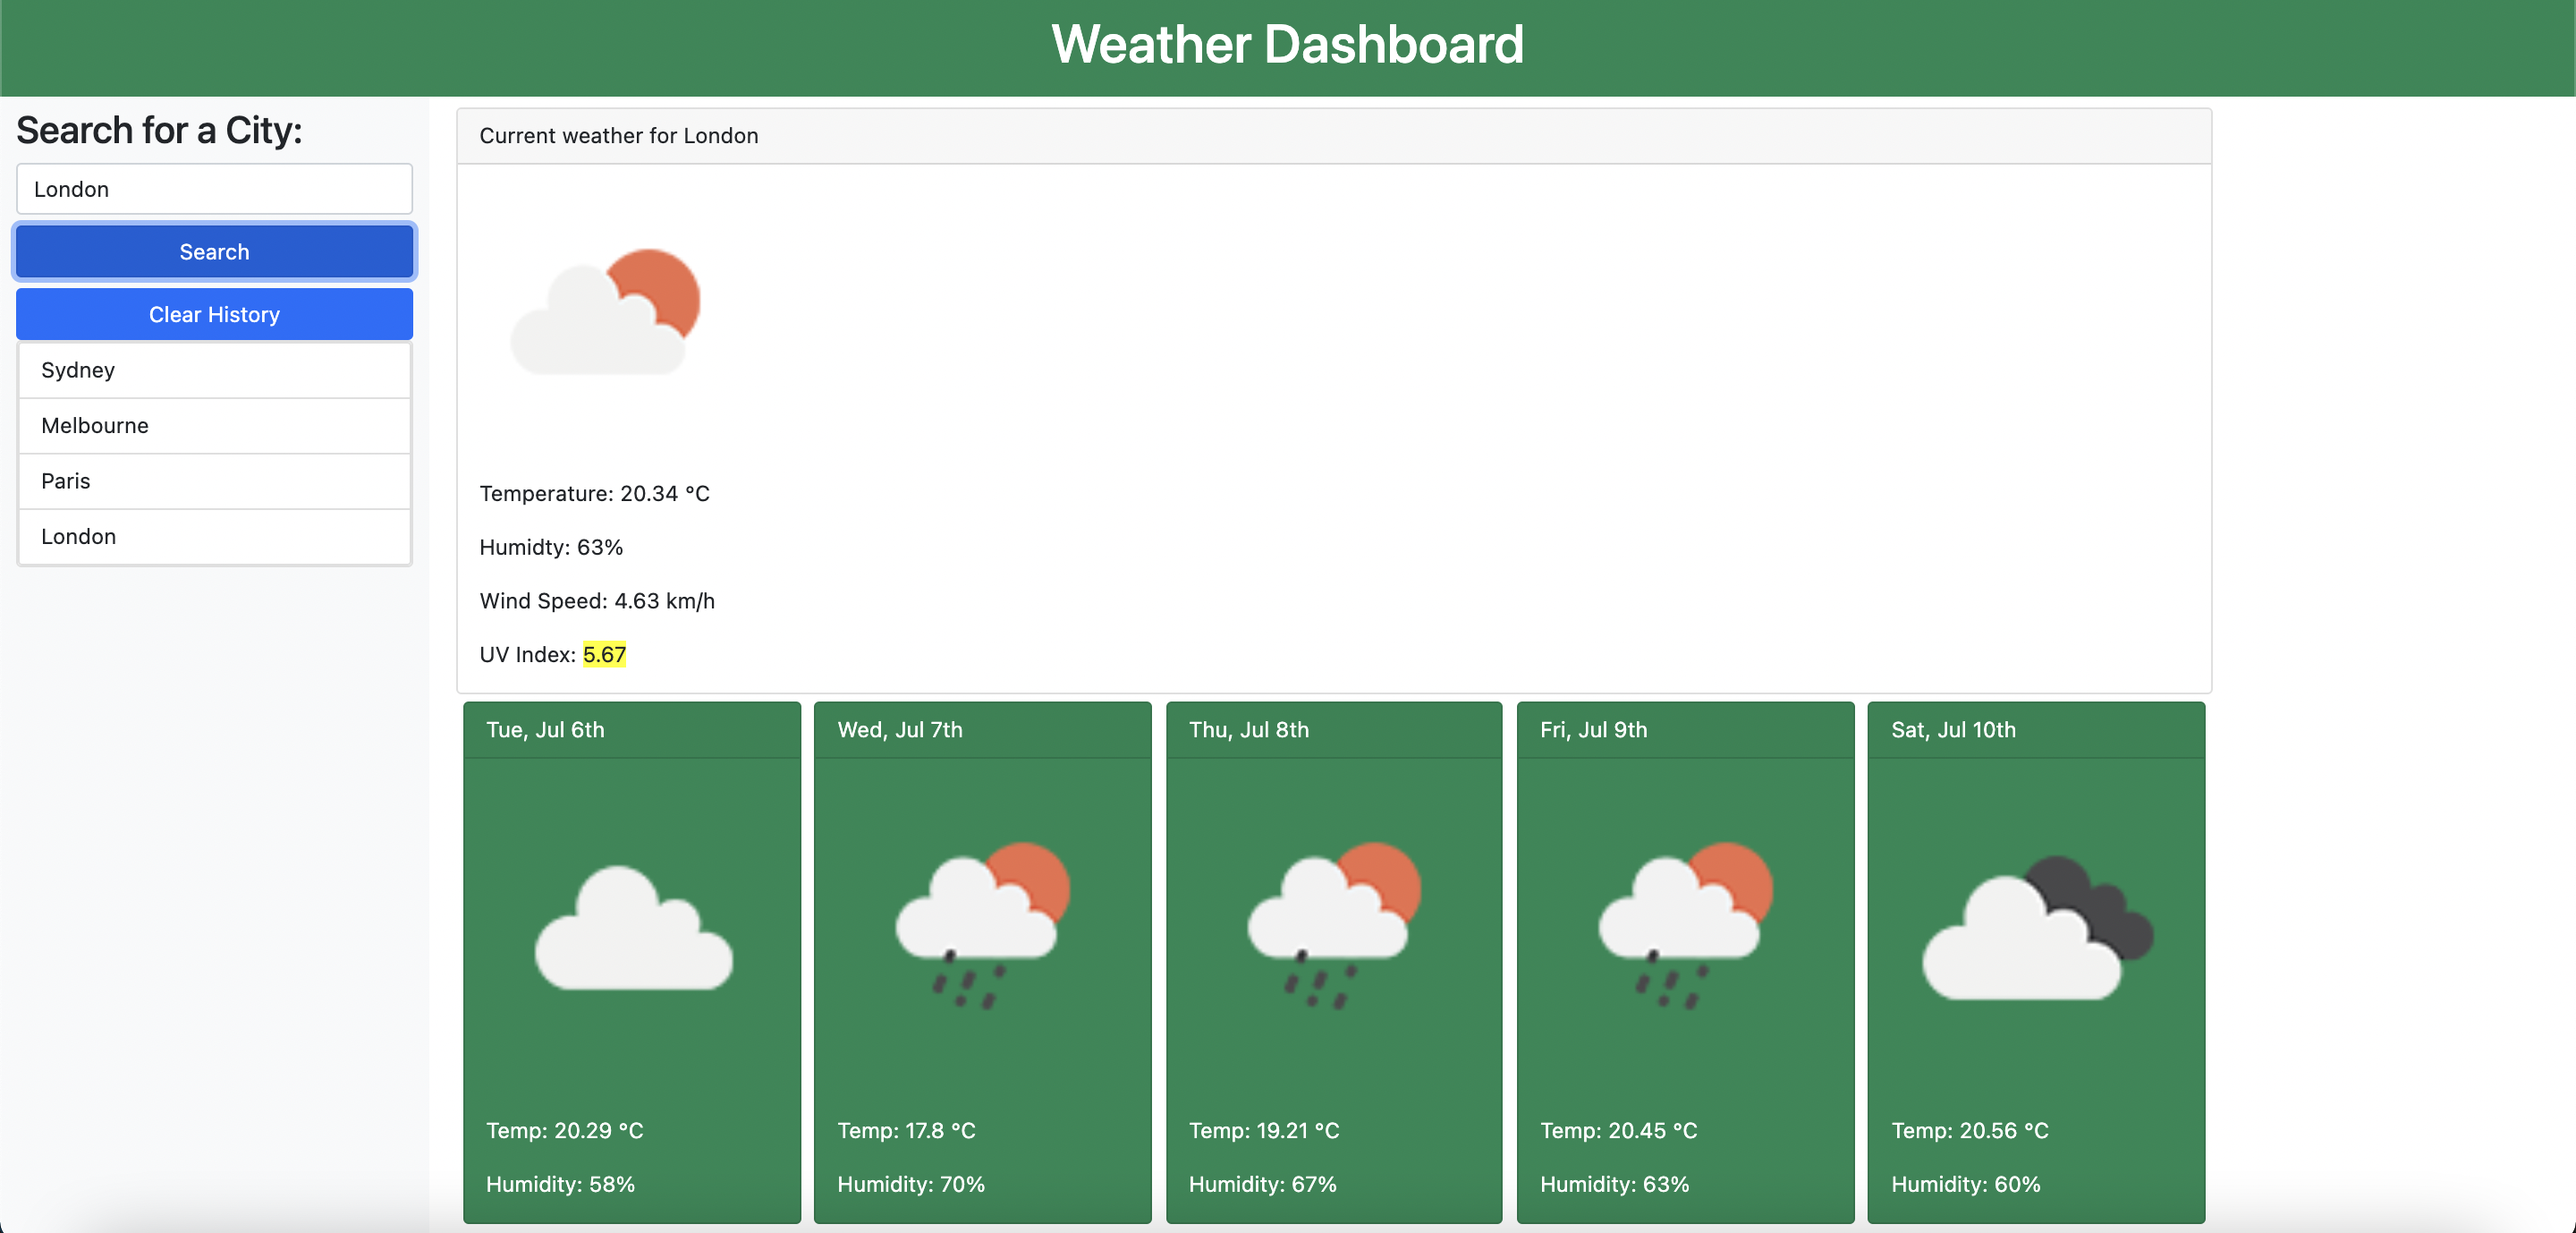 Weather Dashboard
Search for a City:
London
Search
Clear History
Sydney
Melbourne
Paris
London
Current weather for London
Temperature: 20.34 °C
Humidty: 63%
Wind Speed: 4.63 km/h
UV Index: 5.67
Tue, Jul 6th
Temp: 20.29 °C
Humidity: 58%
Wed, Jul 7th
Temp: 17.8 °C
Humidity: 70%
Thu, Jul 8th
Temp: 19.21 °C
Humidity: 67%
Fri, Jul 9th
Temp: 20.45 °C
Humidity: 63%
Sat, Jul 10th
Temp: 20.56 °C
Humidity: 60%